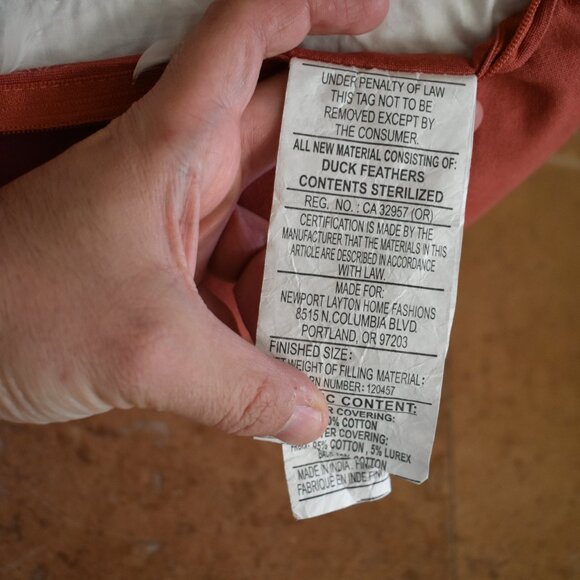 UNDER PENALTY OF LAW
THIS TAG NOT TO BE
REMOVED EXCEPT BY
THE CONSUMER.
ALL NEW MATERIAL CONSISTING OF:
DUCK FEATHERS
CONTENTS STERILIZED
REG. NO.: CA 32957 (OR)
CERTIFICATION IS MADE BY THE
MANUFACTURER THAT THE MATERIALS IN THIS
ARTICLE ARE DESCRIBED IN ACCORDANCE
WITH LAW.
MADE FOR:
NEWPORT LAYTON HOME FASHIONS
8515 N.COLUMBIA BLVD.
PORTLAND, OR 97203
FINISHED SIZE:
WEIGHT OF FILLING MATERIAL:
NUMBER: 120457
CONTENT:
COVERING:
COTTON
COVERING:
95% COTTON, 5% LUREX
MADE IN INDIA.
FABRIQUE EN INDE